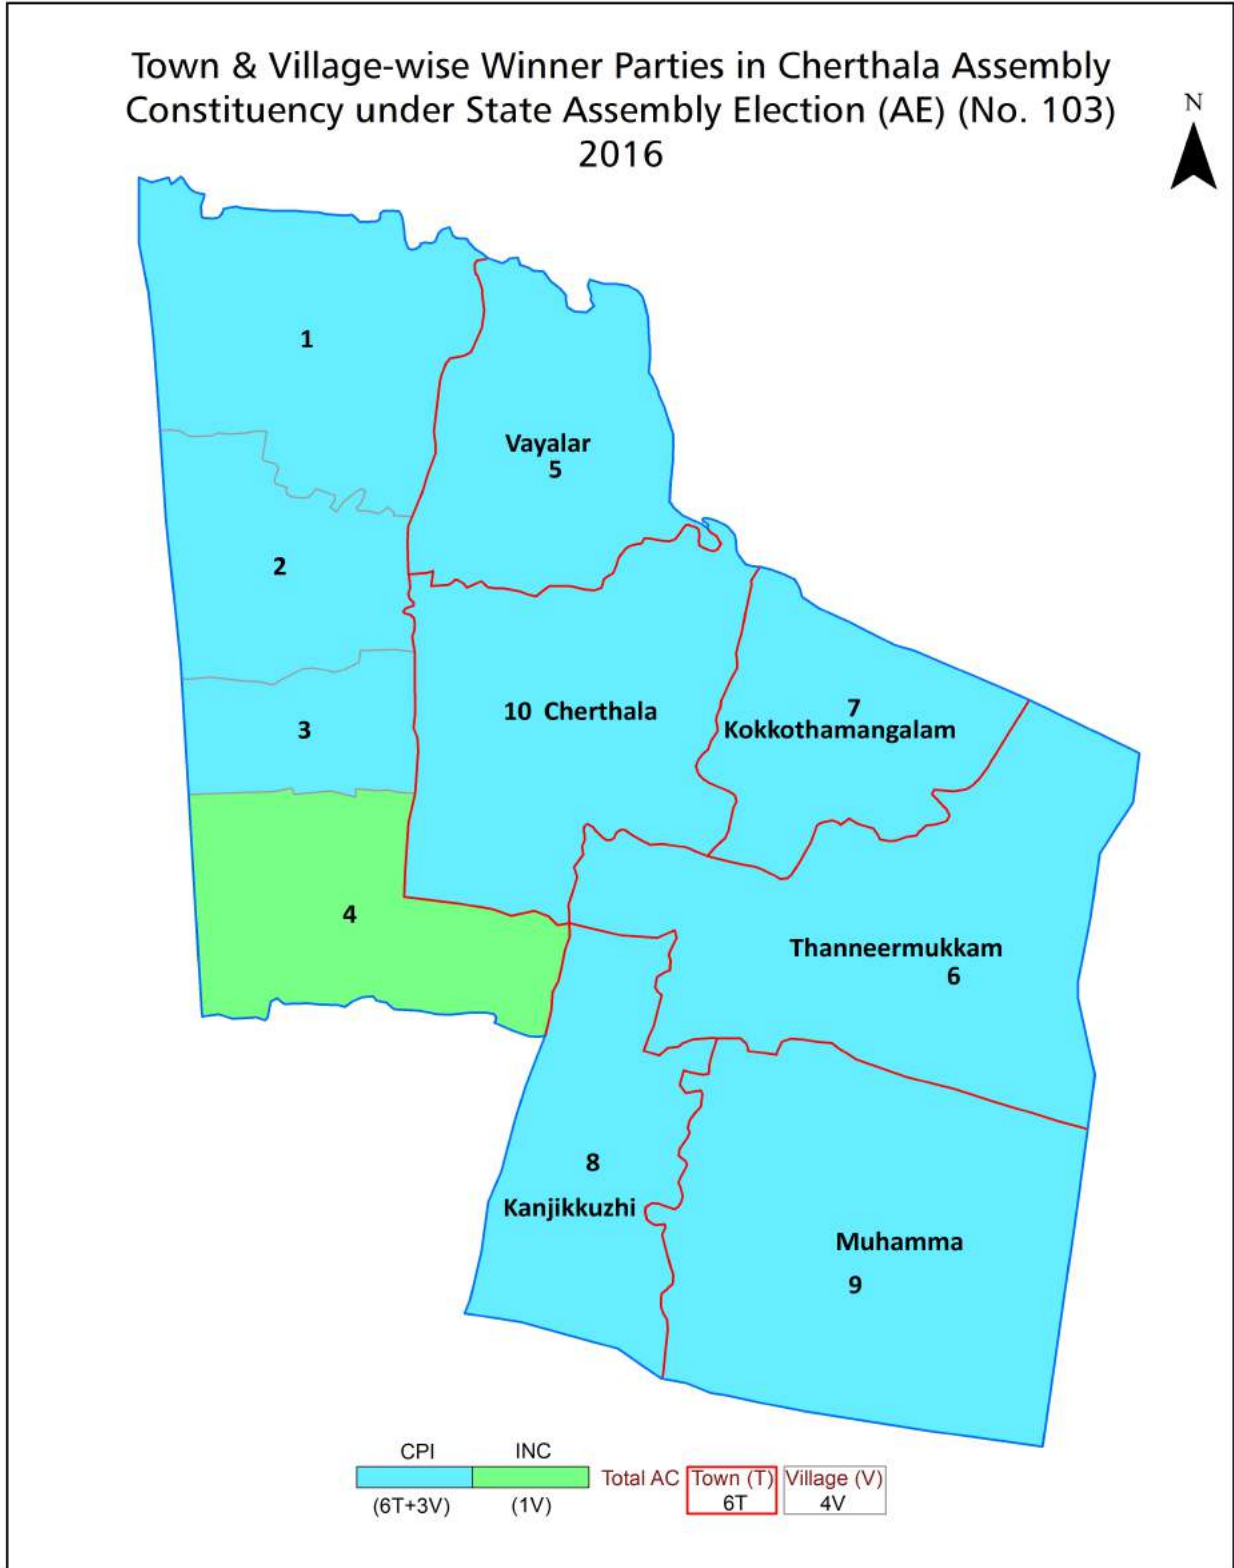 Town & Village-wise Winner Parties in Cherthala Assembly
Constituency under State Assembly Election (AE) (No. 103)
2016
N
1
Vayalar
5
2
10 Cherthala
7
Kokkothamangalam
3
4
Thanneermukkam
6
8
Kanjikkuzhi
Muhamma
9
CPI INC
Total AC Town (T) Village (V)
(6T+3V) (1V) 6T 4V